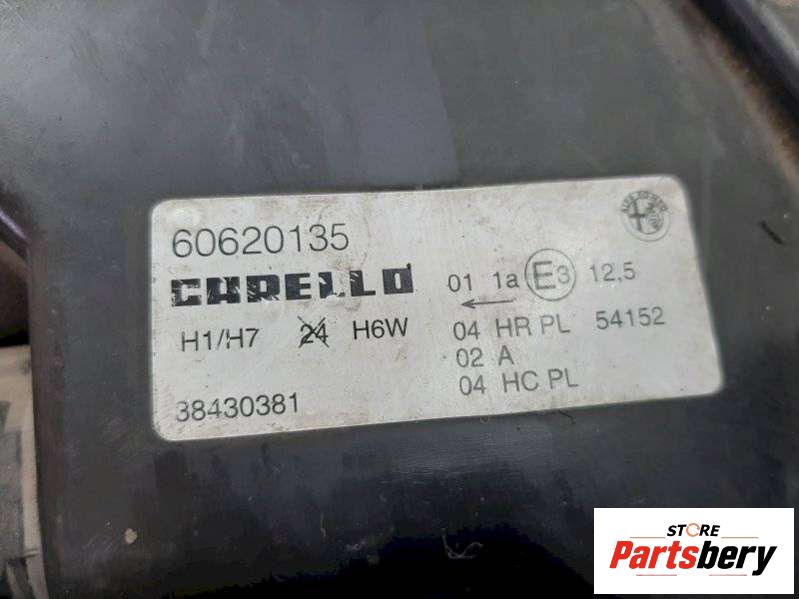 60620135
CARELLO
01 1a E3 12,5
H1/H7 24 H6W
04 HR PL 54152
02 A
04 HC PL
38430381
STORE
Partsbery